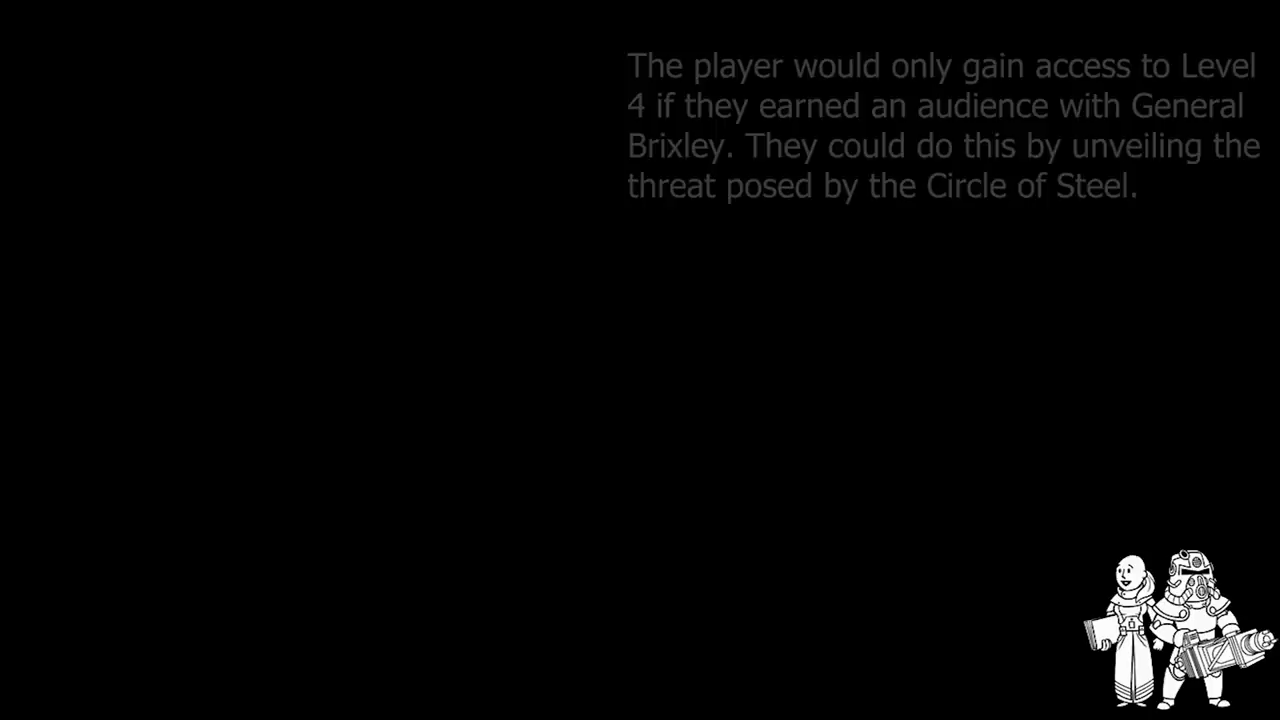 The player would only gain access to Level
4 if they earned an audience with General
Brixley. They could do this by unveiling the
threat posed by the Circle of Steel.